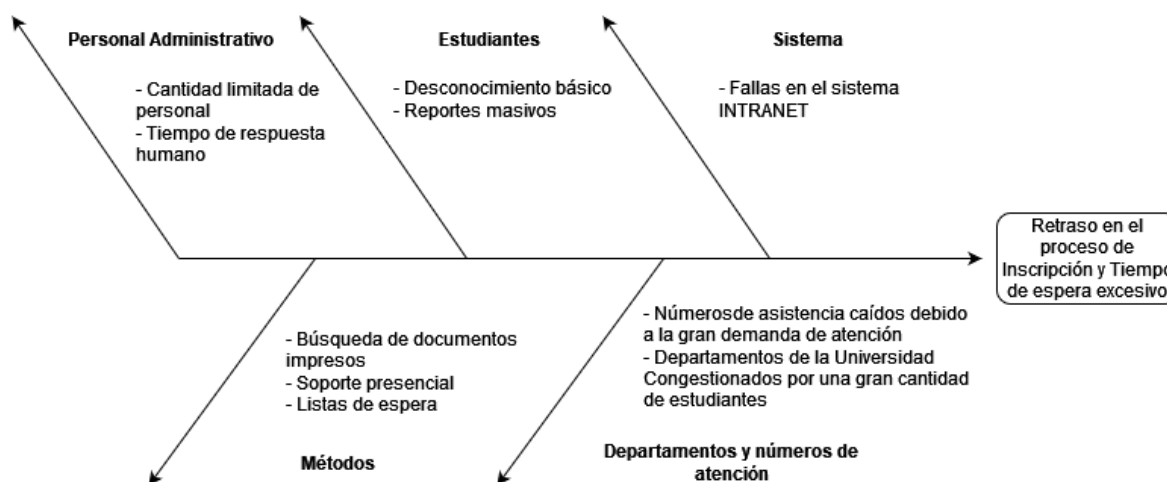 Personal Administrativo
- Cantidad limitada de
personal
- Tiempo de respuesta
humano
Estudiantes
- Desconocimiento básico
- Reportes masivos
Sistema
- Fallas en el sistema
INTRANET
Retraso en el
proceso de
Inscripción y Tiempo
de espera excesivo
- Búsqueda de documentos
impresos
- Soporte presencial
- Listas de espera
Métodos
- Númerosde asistencia caídos debido
a la gran demanda de atención
- Departamentos de la Universidad
Congestionados por una gran cantidad
de estudiantes
Departamentos y números de
atención